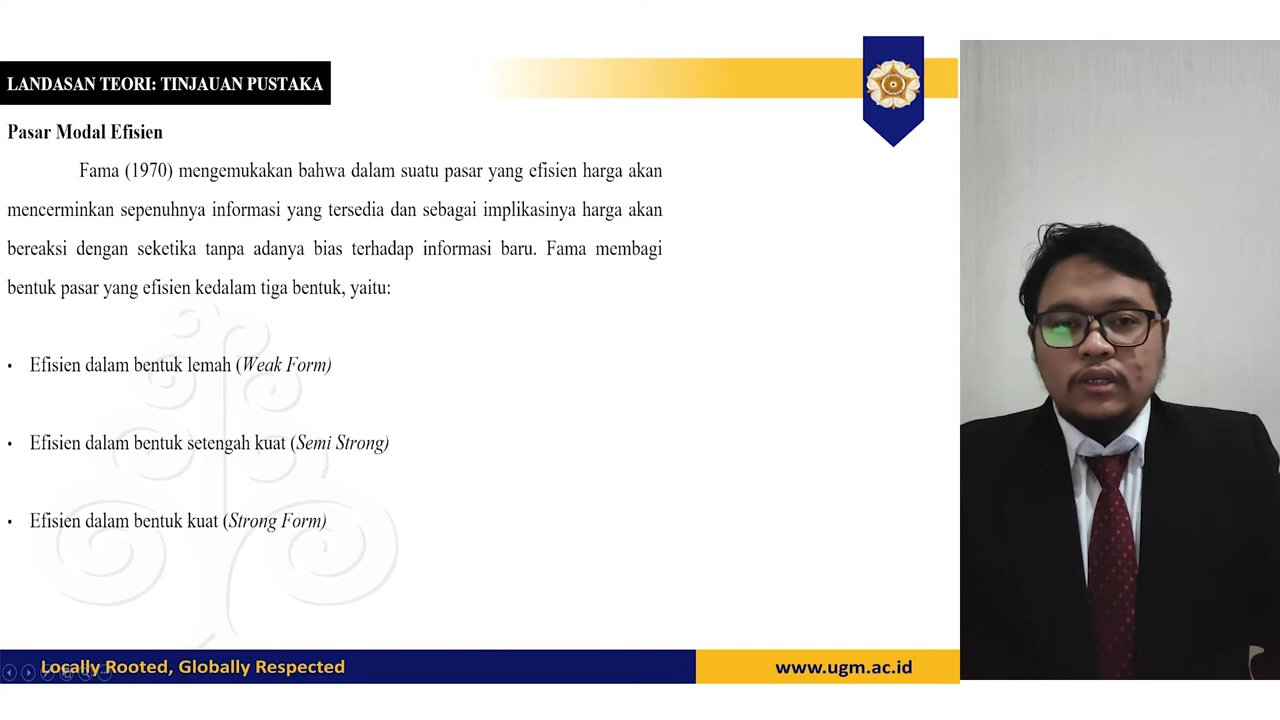 LANDASAN TEORI: TINJAUAN PUSTAKA
Pasar Modal Efisien
Fama (1970) mengemukakan bahwa dalam suatu pasar yang efisien harga akan
mencerminkan sepenuhnya informasi yang tersedia dan sebagai implikasinya harga akan
bereaksi dengan seketika tanpa adanya bias terhadap informasi baru. Fama membagi
bentuk pasar yang efisien kedalam tiga bentuk, yaitu:
• Efisien dalam bentuk lemah (Weak Form)
• Efisien dalam bentuk setengah kuat (Semi Strong)
• Efisien dalam bentuk kuat (Strong Form)
Locally Rooted, Globally Respected
www.ugm.ac.id